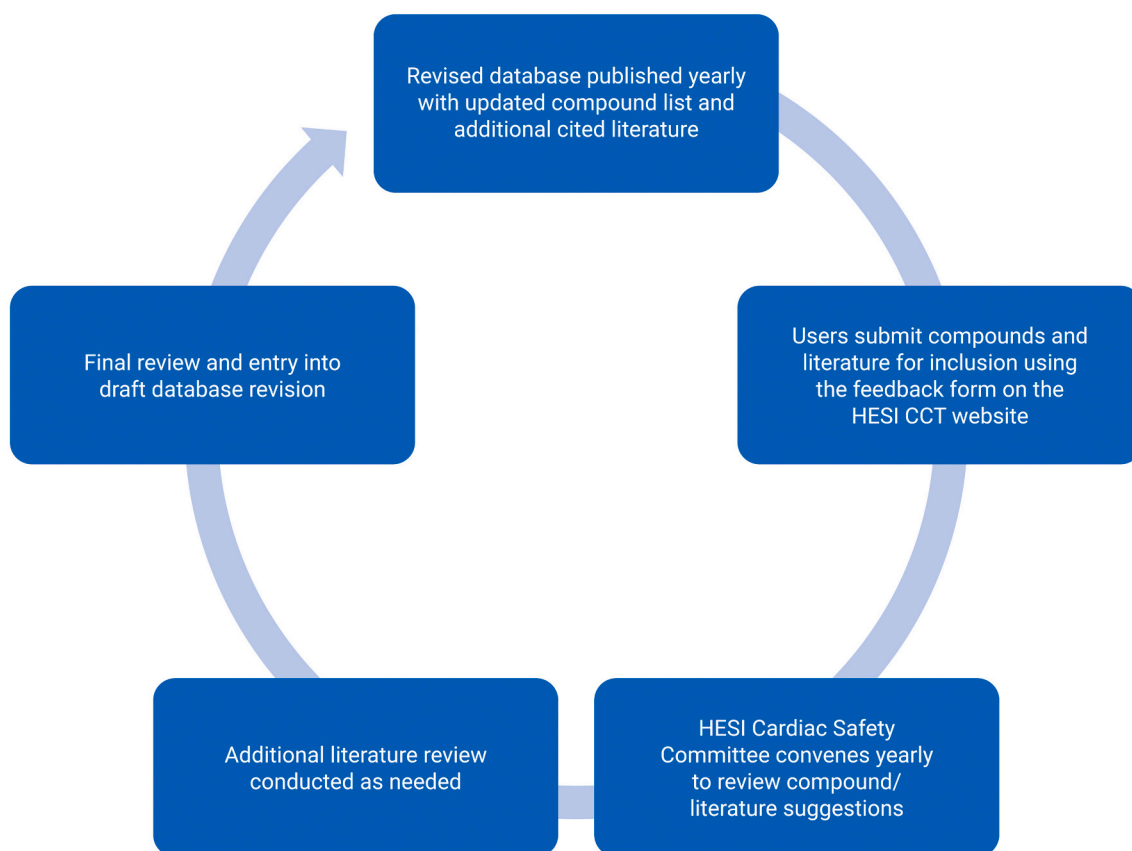 Revised database published yearly
with updated compound list and
additional cited literature
Users submit compounds and
literature for inclusion using
the feedback form on the
HESI CCT website
HESI Cardiac Safety
Committee convenes yearly
to review compound/
literature suggestions
Additional literature review
conducted as needed
Final review and entry into
draft database revision